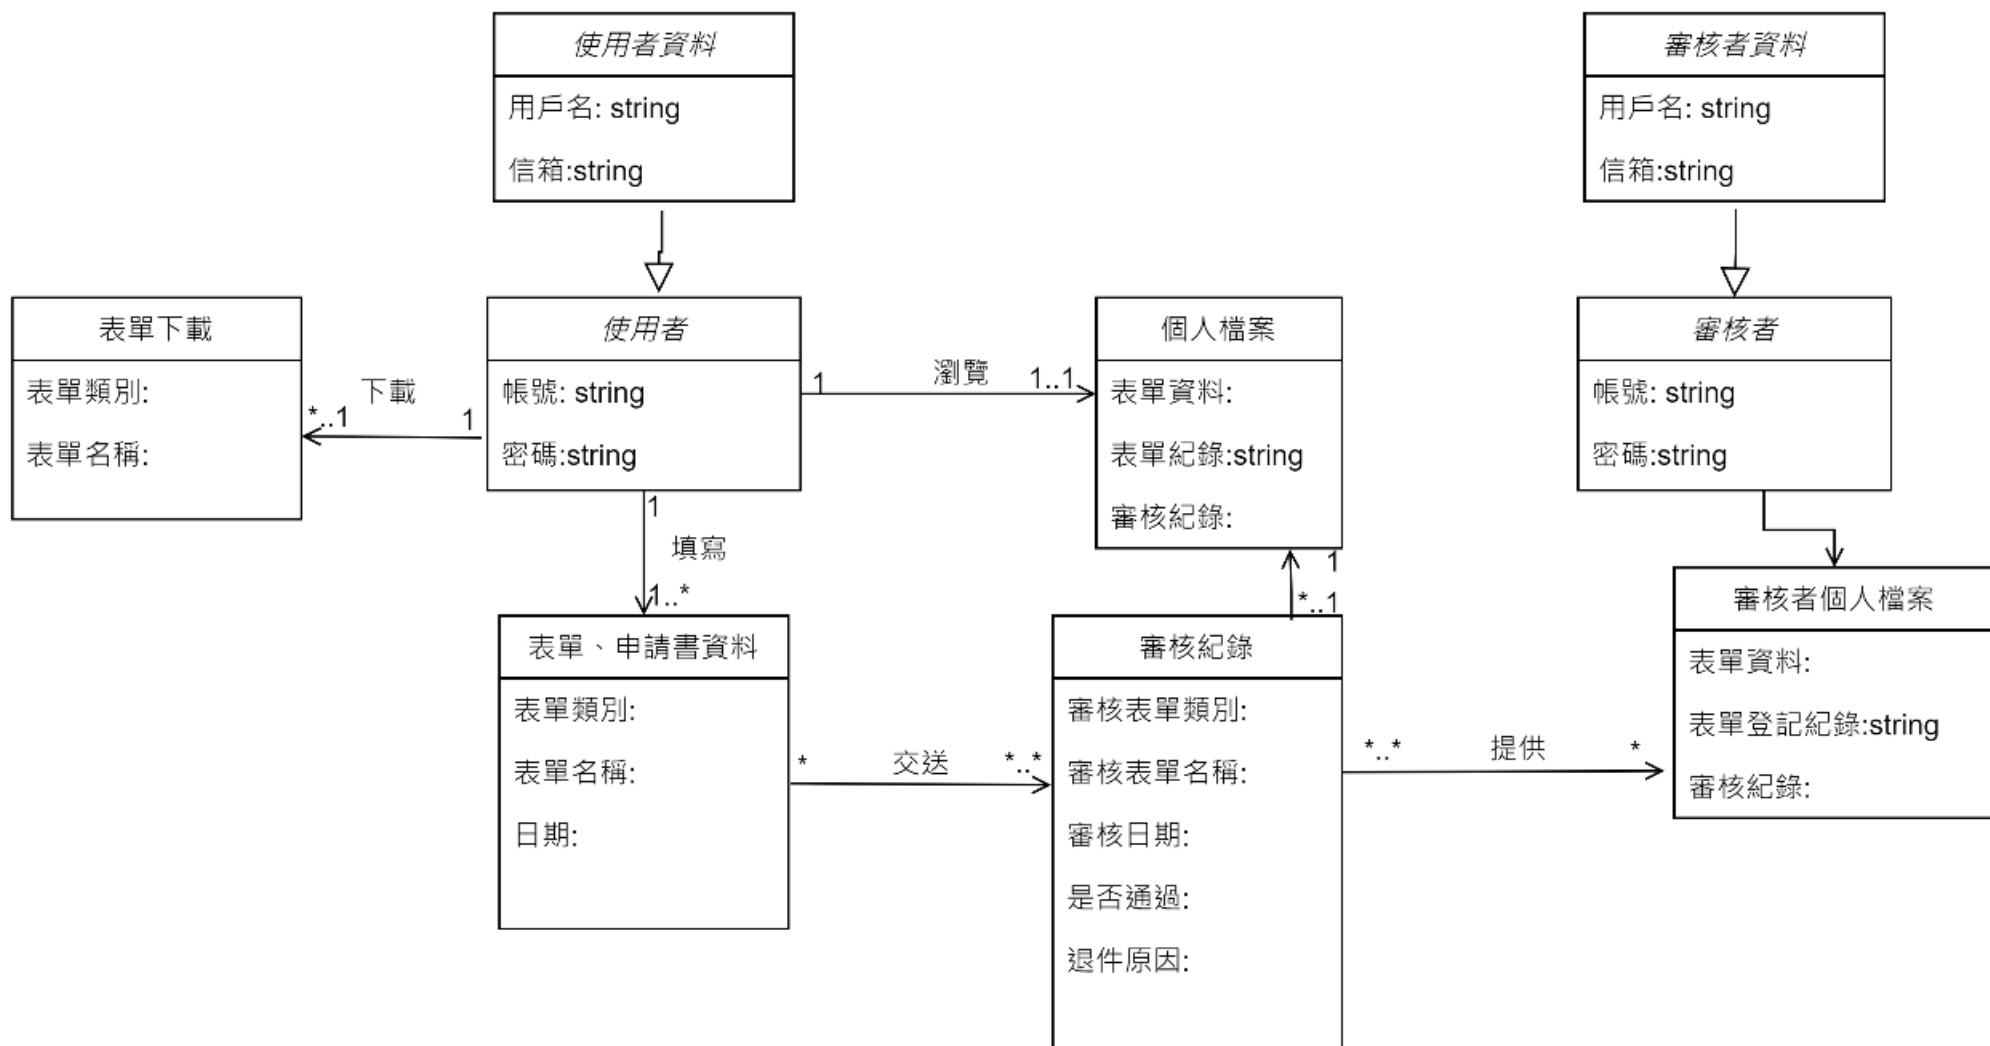 使用者資料
用戶名: string
信箱:string
審核者資料
用戶名: string
信箱:string
表單下載
表單類別:
表單名稱:
下載
*..1
1
使用者
帳號: string
密碼:string
1
瀏覽
1..1
個人檔案
表單資料:
表單紀錄:string
審核紀錄:
審核者
帳號: string
密碼:string
1
填寫
1..*
1
*..1
表單、申請書資料
表單類別:
表單名稱:
日期:
*
交送
*..*
審核紀錄
審核表單類別:
審核表單名稱:
審核日期:
是否通過:
退件原因:
*..*
提供
*
審核者個人檔案
表單資料:
表單登記紀錄:string
審核紀錄: